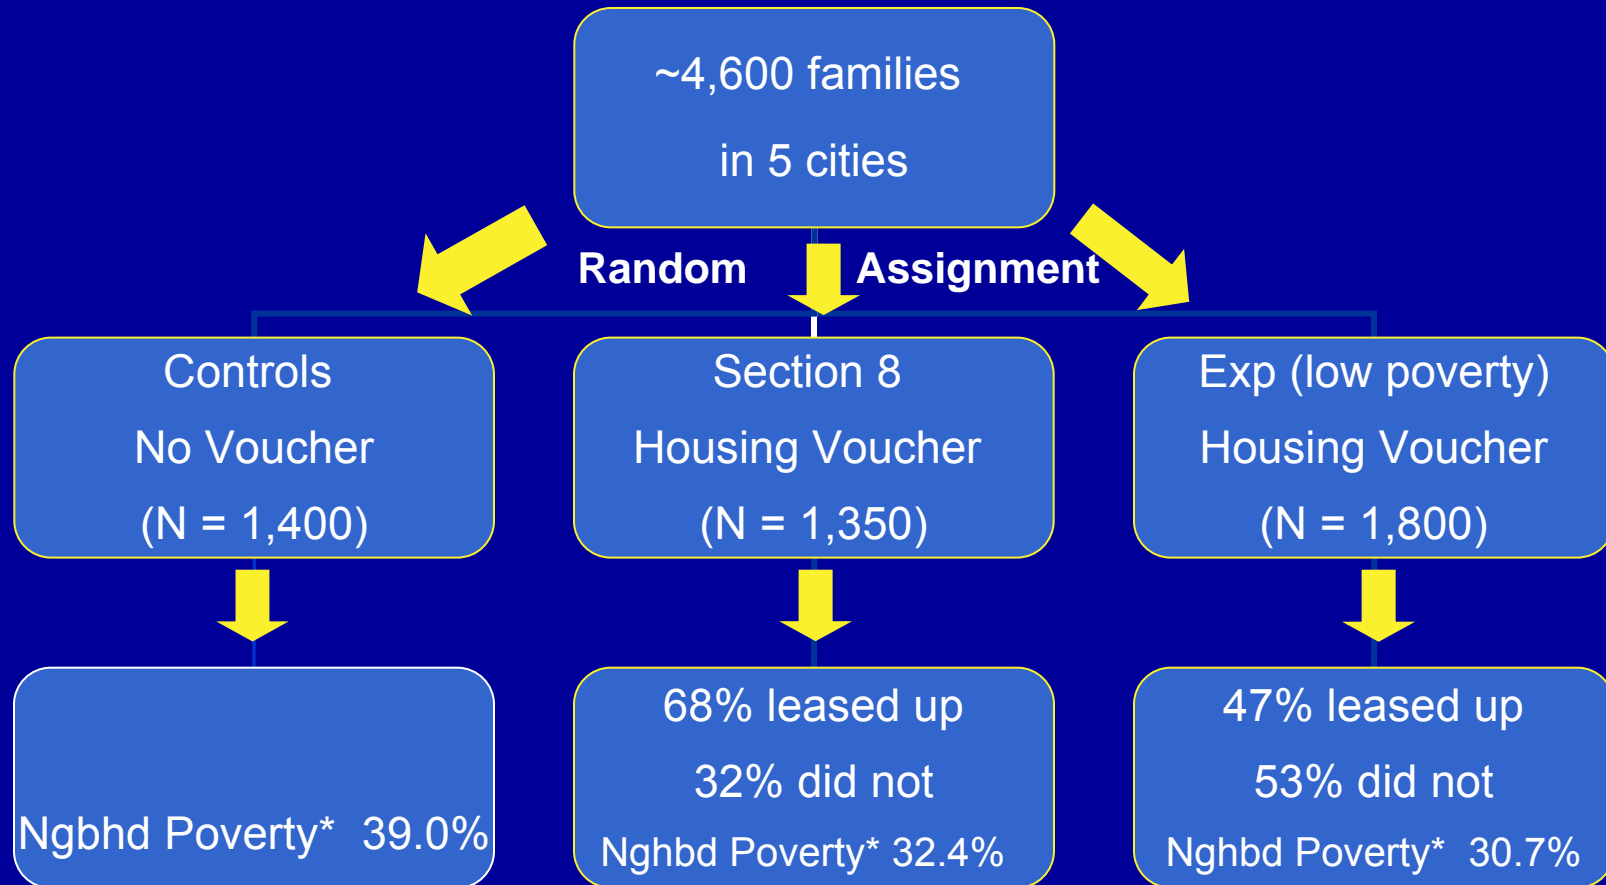 ~4,600 families
in 5 cities
Random Assignment
Controls
No Voucher
(N = 1,400)
Section 8
Housing Voucher
(N = 1,350)
Exp (low poverty)
Housing Voucher
(N = 1,800)
Ngbhd Poverty* 39.0%
68% leased up
32% did not
Nghbd Poverty* 32.4%
47% leased up
53% did not
Nghbd Poverty* 30.7%